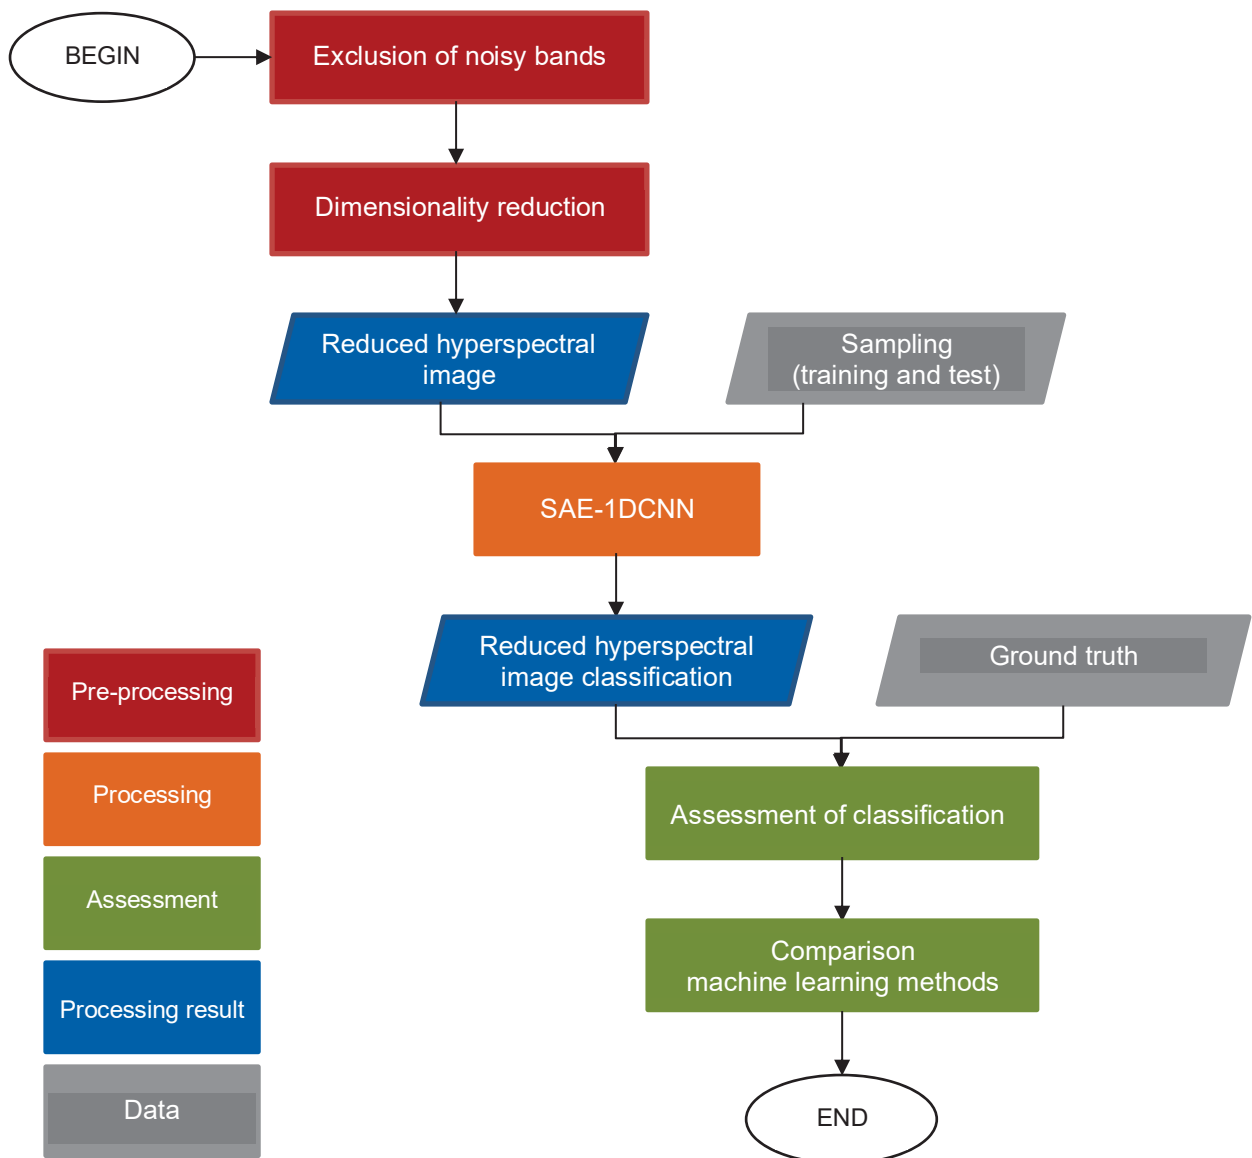 BEGIN
Exclusion of noisy bands
Dimensionality reduction
Reduced hyperspectral
image
Sampling
(training and test)
SAE-1DCNN
Reduced hyperspectral
image classification
Ground truth
Assessment of classification
Comparison
machine learning methods
END
Pre-processing
Processing
Assessment
Processing result
Data